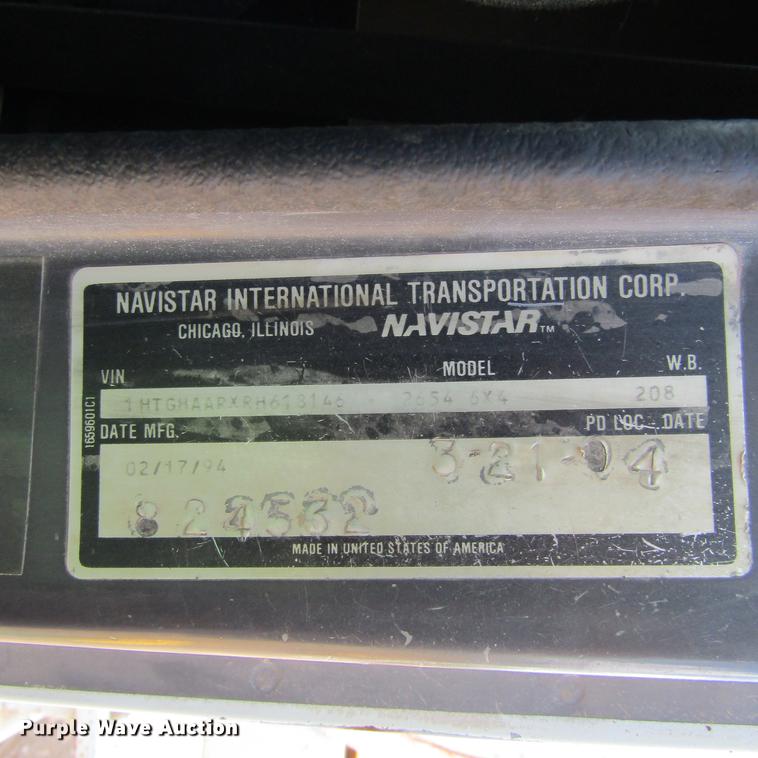 NAVISTAR INTERNATIONAL TRANSPORTATION CORP.
CHICAGO, ILLINOIS NAVISTAR™
VIN MODEL W.B.
1HTGHAARXRH618146 2654 6X4 208
DATE MFG. PD LOC - DATE
02/17/94 3-21-94
824532
MADE IN UNITED STATES OF AMERICA
1659601C1
Purple Wave Auction